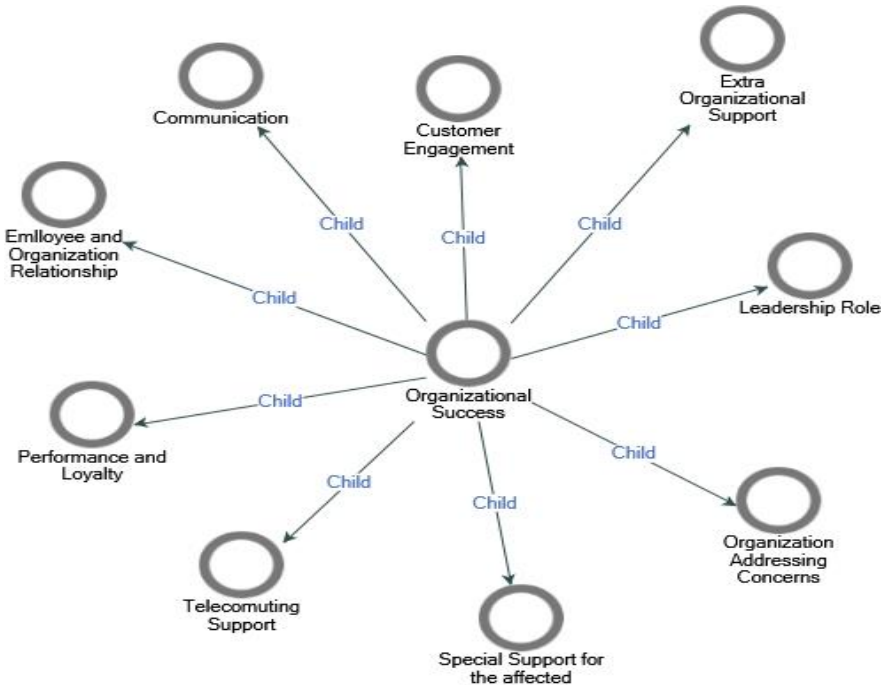 Extra
Organizational
Support
Communication
Customer
Engagement
Child
Child
Child
Emlloyee and
Organization
Relationship
Child
Leadership Role
Child
Organizational
Success
Child
Performance and
Loyalty
Child
Child
Child
Organization
Addressing
Concerns
Telecomuting
Support
Special Support for
the affected